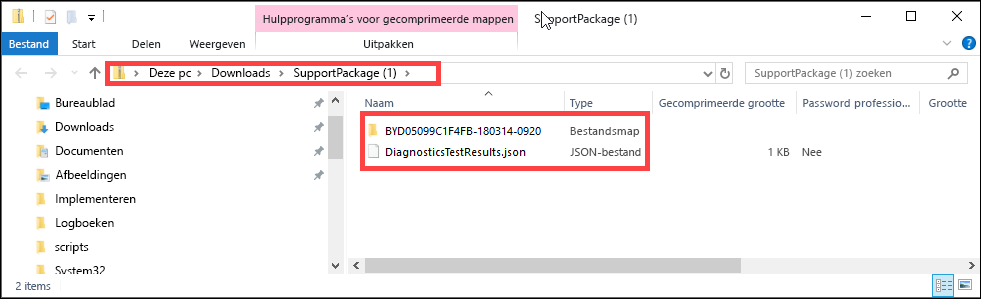 Hulpprogramma's voor gecomprimeerde mappen
SupportPackage (1)
Bestand Start Delen Weergeven Uitpakken
Deze pc Downloads SupportPackage (1)
SupportPackage (1) zoeken
Naam Type Gecomprimeerde grootte Password professio... Grootte
BYD05099C1F4FB-180314-0920 Bestandsmap
DiagnosticsTestResults.json JSON-bestand 1 KB Nee
Bureaublad
Downloads
Documenten
Afbeeldingen
Implementeren
Logboeken
scripts
System32
2 items